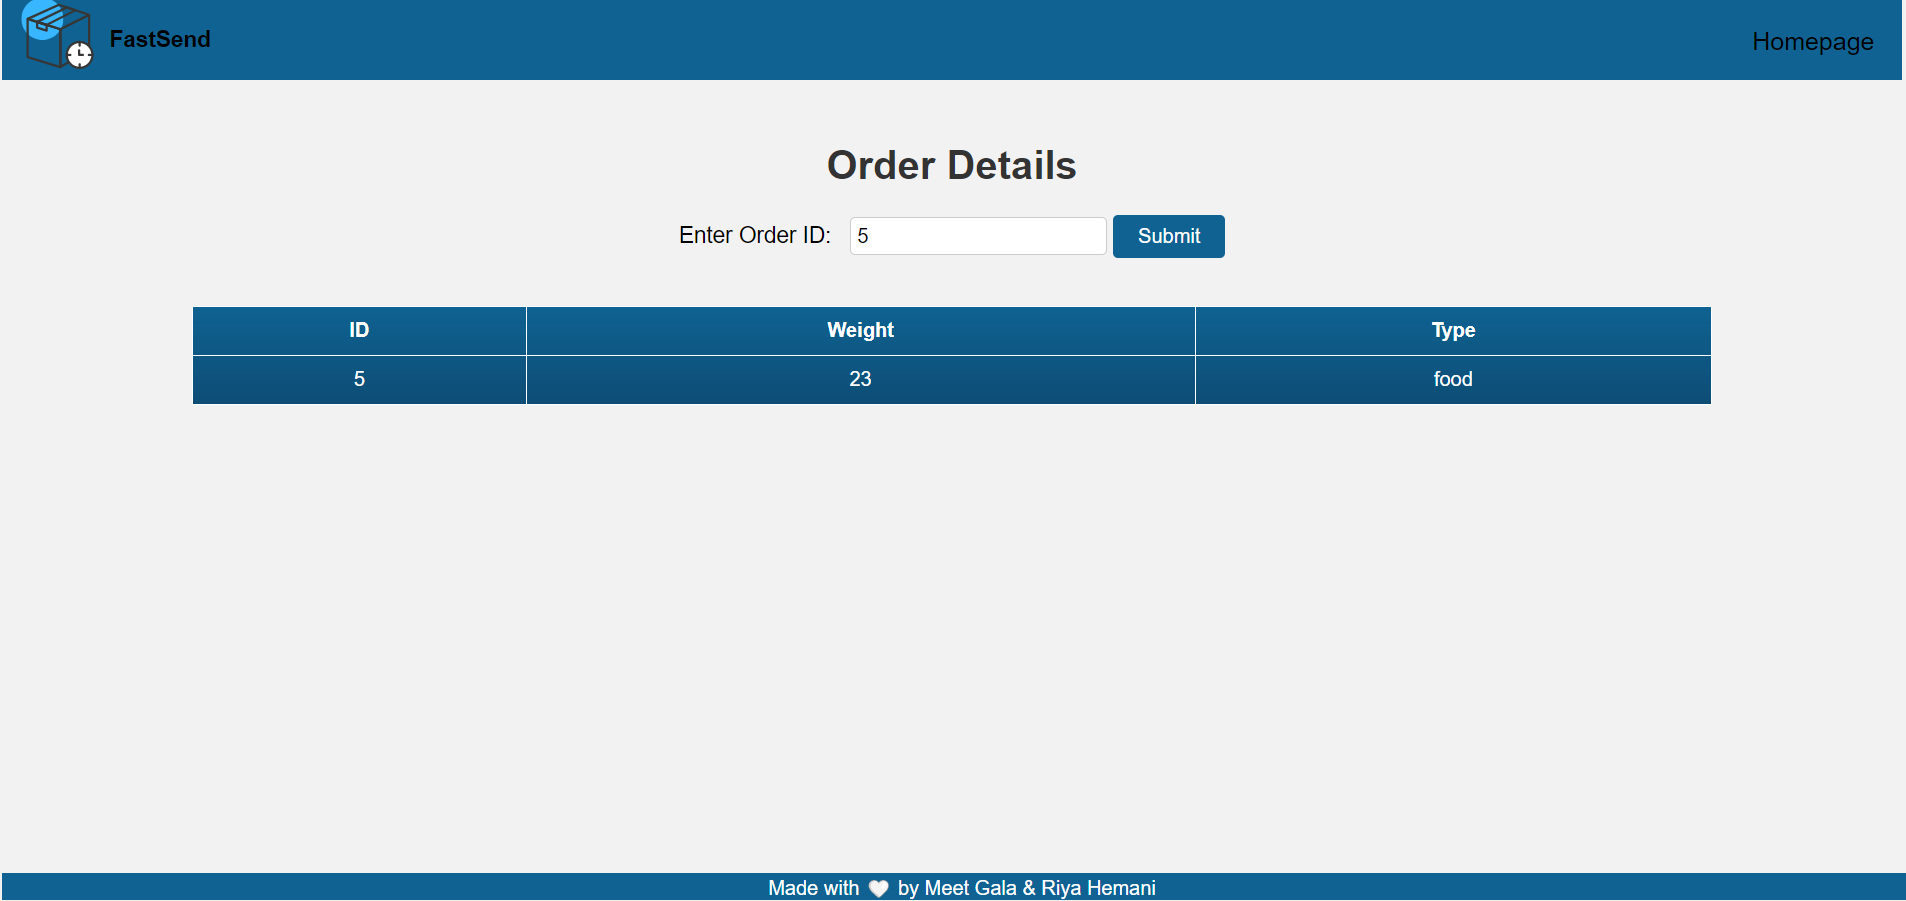 FastSend
Homepage
Order Details
Enter Order ID: 5 Submit
ID Weight Type
5 23 food
Made with 🤍 by Meet Gala & Riya Hemani